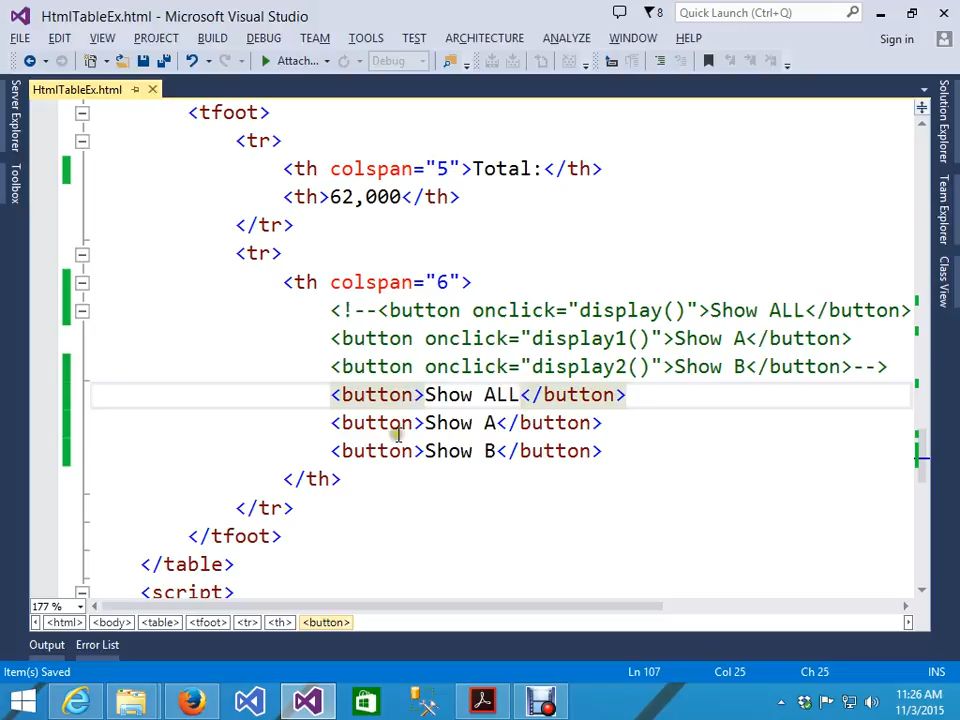 HtmlTableEx.html - Microsoft Visual Studio
8
Quick Launch (Ctrl+Q)
FILE EDIT VIEW PROJECT BUILD DEBUG TEAM TOOLS TEST ARCHITECTURE ANALYZE WINDOW HELP
Sign in
Attach...
Debug
HtmlTableEx.html
Server Explorer
Toolbox
Solution Explorer
Team Explorer
Class View
<tfoot>
<tr>
<th colspan="5">Total:</th>
<th>62,000</th>
</tr>
<tr>
<th colspan="6">
<!--<button onclick="display()">Show ALL</button>
<button onclick="display1()">Show A</button>
<button onclick="display2()">Show B</button>-->
<button>Show ALL</button>
<button>Show A</button>
<button>Show B</button>
</th>
</tr>
</tfoot>
</table>
<script>
177 %
<html> <body> <table> <tfoot> <tr> <th> <button>
Output Error List
Item(s) Saved
Ln 107 Col 25 Ch 25 INS
11:26 AM
11/3/2015